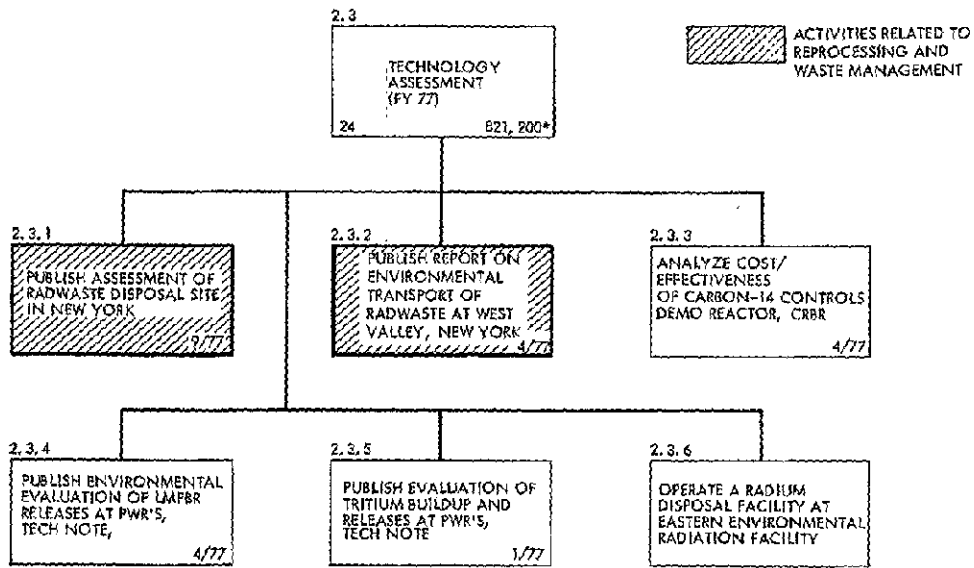 2.3
TECHNOLOGY
ASSESSMENT
(FY 77)
24 821,200*
ACTIVITIES RELATED TO
REPROCESSING AND
WASTE MANAGEMENT
2.3.1
PUBLISH ASSESSMENT OF
RADWASTE DISPOSAL SITE
IN NEW YORK
9/77
2.3.2
PUBLISH REPORT ON
ENVIRONMENTAL
TRANSPORT OF
RADWASTE AT WEST
VALLEY, NEW YORK
4/77
2.3.3
ANALYZE COST/
EFFECTIVENESS
OF CARBON-14 CONTROLS
DEMO REACTOR, CRBR
4/77
2.3.4
PUBLISH ENVIRONMENTAL
EVALUATION OF LMFBR
RELEASES AT PWR'S,
TECH NOTE,
4/77
2.3.5
PUBLISH EVALUATION OF
TRITIUM BUILDUP AND
RELEASES AT PWR'S,
TECH NOTE
1/77
2.3.6
OPERATE A RADIUM
DISPOSAL FACILITY AT
EASTERN ENVIRONMENTAL
RADIATION FACILITY